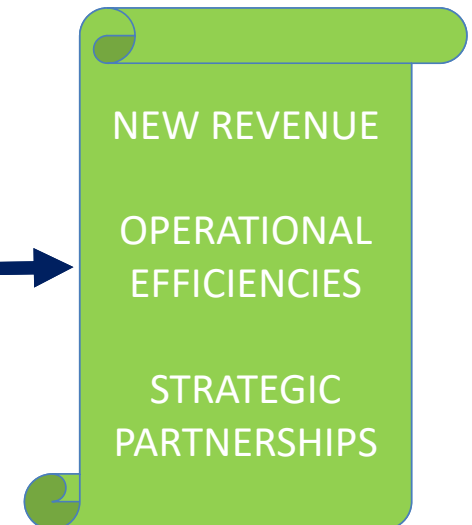 NEW REVENUE
OPERATIONAL
EFFICIENCIES
STRATEGIC
PARTNERSHIPS